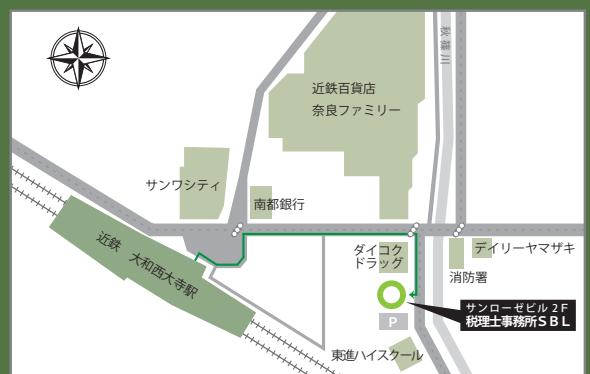 秋篠川
近鉄百貨店
奈良ファミリー
サンワシティ
南都銀行
近鉄 大和西大寺駅
ダイコク
ドラッグ
デイリーヤマザキ
消防署
サンローゼビル2F
税理士事務所SBL
P
東進ハイスクール